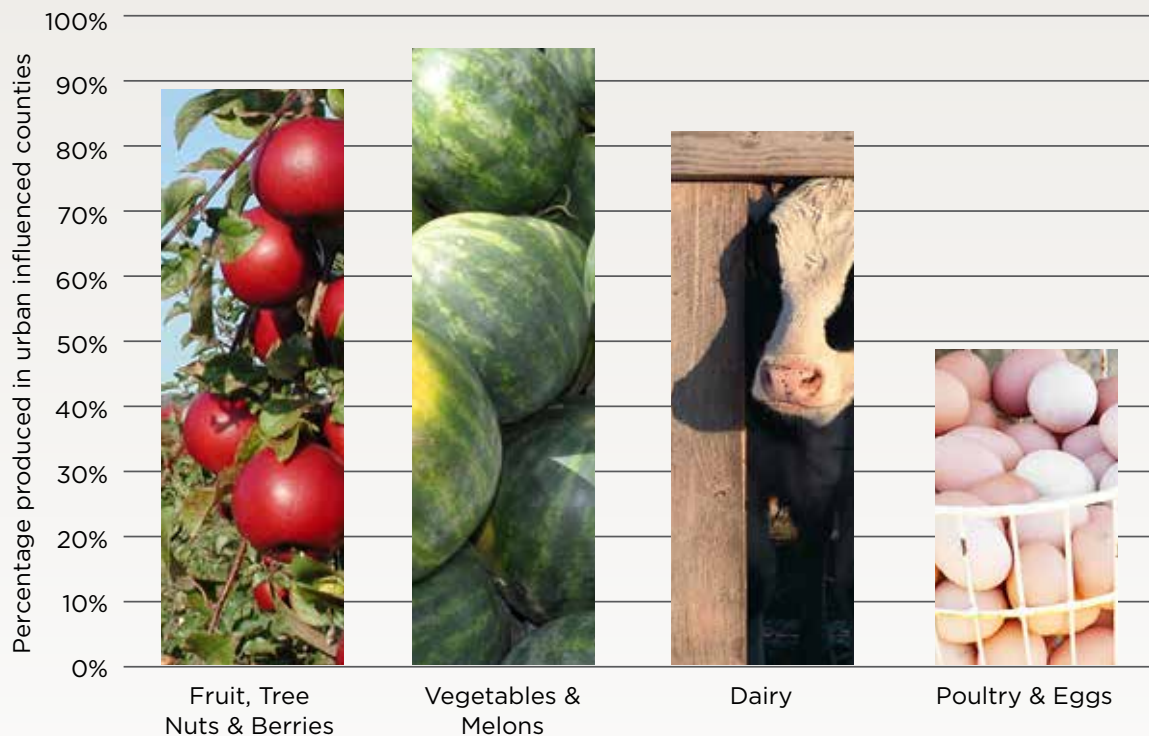 100%
90%
80%
70%
60%
50%
40%
30%
20%
10%
0%
Percentage produced in urban influenced counties
Fruit, Tree
Nuts & Berries
Vegetables &
Melons
Dairy
Poultry & Eggs